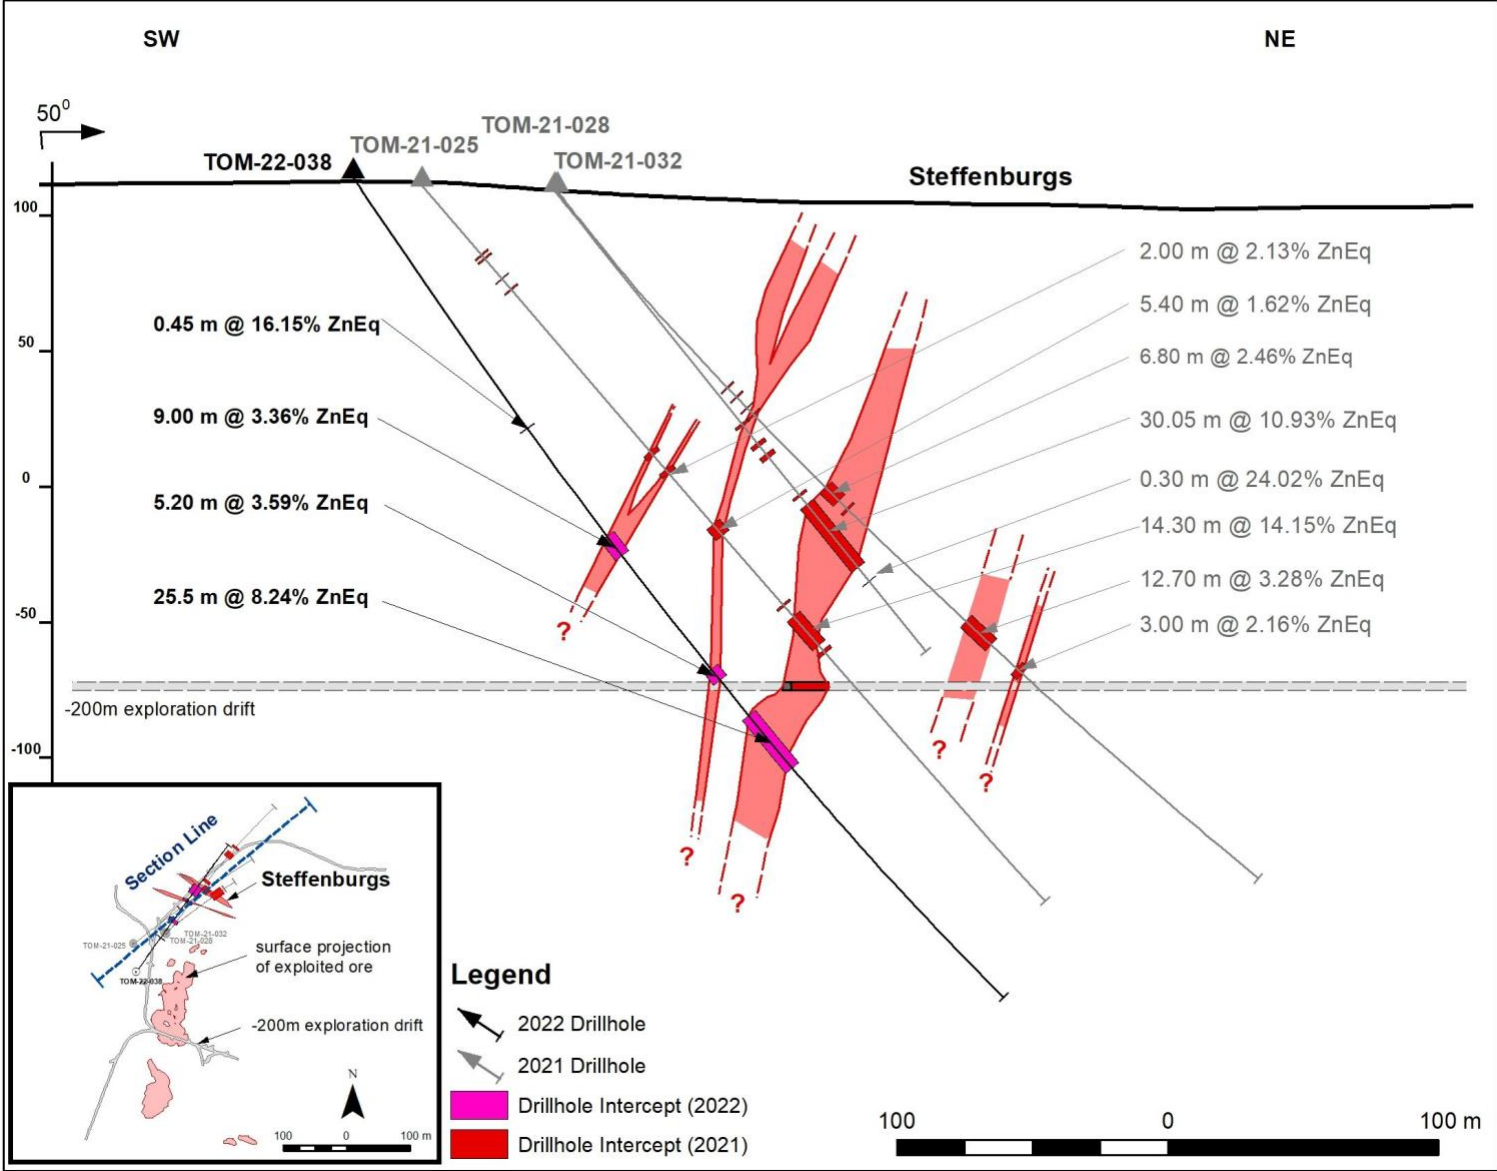 SW
NE
50⁰
TOM-21-028
TOM-21-025
TOM-22-038
TOM-21-032
Steffenburgs
100
50
0
-50
-100
0.45 m @ 16.15% ZnEq
9.00 m @ 3.36% ZnEq
5.20 m @ 3.59% ZnEq
25.5 m @ 8.24% ZnEq
2.00 m @ 2.13% ZnEq
5.40 m @ 1.62% ZnEq
6.80 m @ 2.46% ZnEq
30.05 m @ 10.93% ZnEq
0.30 m @ 24.02% ZnEq
14.30 m @ 14.15% ZnEq
12.70 m @ 3.28% ZnEq
3.00 m @ 2.16% ZnEq
?
?
?
?
?
-200m exploration drift
Section Line
Steffenburgs
TOM-21-025
TOM-21-032
TOM-21-028
TOM-22-038
surface projection
of exploited ore
-200m exploration drift
N
100 0 100 m
Legend
2022 Drillhole
2021 Drillhole
Drillhole Intercept (2022)
Drillhole Intercept (2021)
100 0 100 m